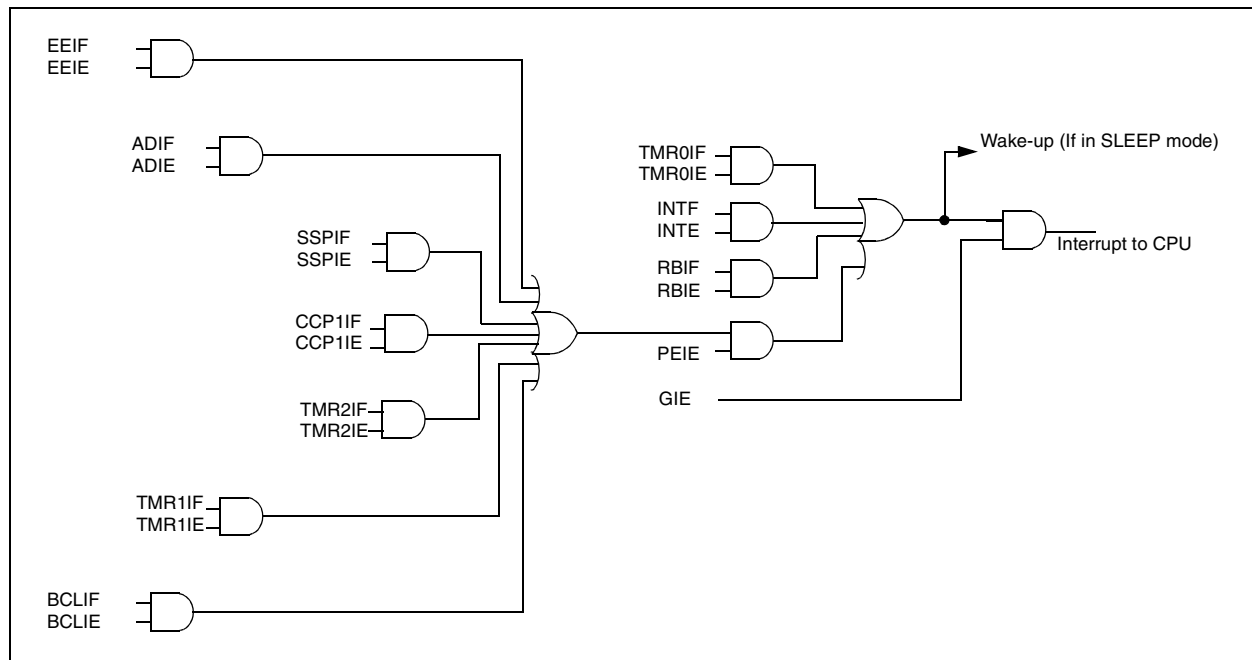 EEIF
EEIE
ADIF
ADIE
SSPIF
SSPIE
CCP1IF
CCP1IE
TMR2IF
TMR2IE
TMR1IF
TMR1IE
BCLIF
BCLIE
TMR0IF
TMR0IE
INTF
INTE
RBIF
RBIE
PEIE
GIE
Wake-up (If in SLEEP mode)
Interrupt to CPU